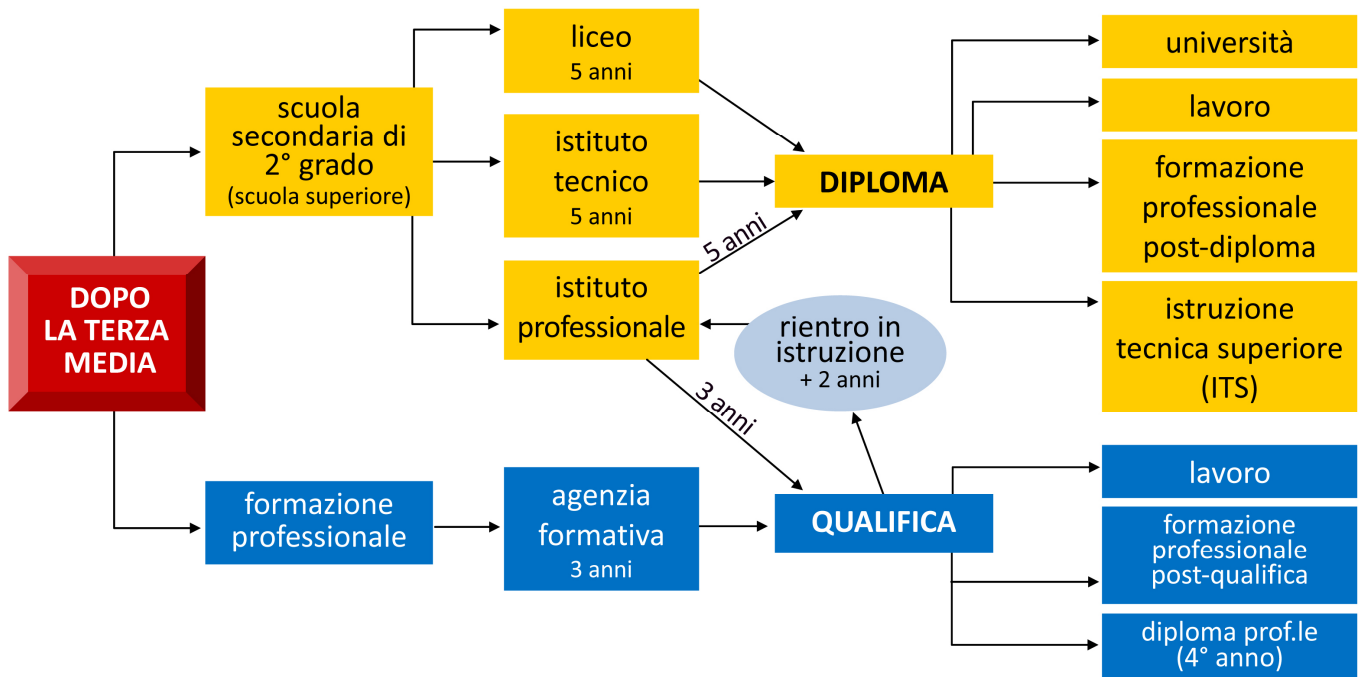 DOPO
LA TERZA
MEDIA
scuola
secondaria di
2° grado
(scuola superiore)
formazione
professionale
liceo
5 anni
istituto
tecnico
5 anni
istituto
professionale
agenzia
formativa
3 anni
5 anni
3 anni
DIPLOMA
rientro in
istruzione
+ 2 anni
QUALIFICA
università
lavoro
formazione
professionale
post-diploma
istruzione
tecnica superiore
(ITS)
lavoro
formazione
professionale
post-qualifica
diploma prof.le
(4° anno)